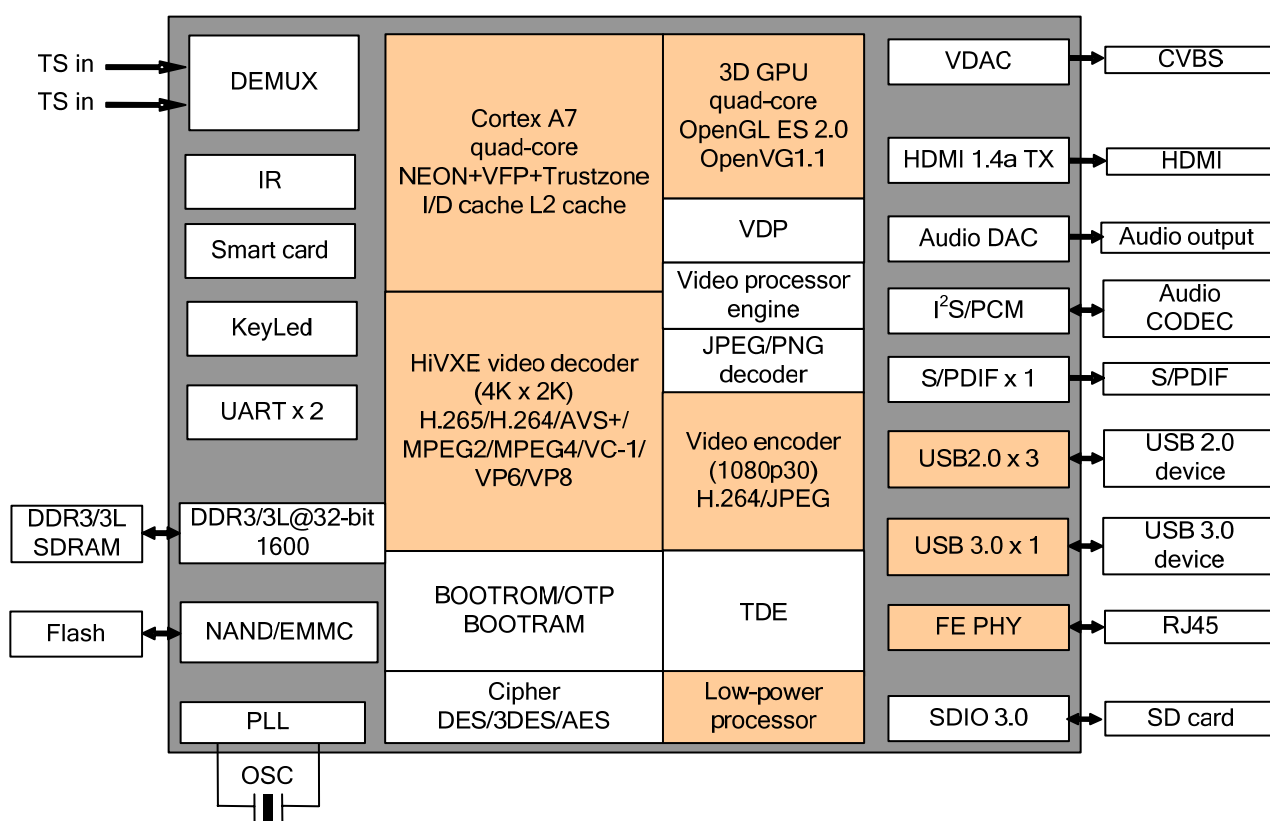 TS in
TS in
DEMUX
IR
Smart card
KeyLed
UART x 2
DDR3/3L
SDRAM
DDR3/3L@32-bit
1600
Flash
NAND/EMMC
PLL
OSC
Cortex A7
quad-core
NEON+VFP+Trustzone
I/D cache L2 cache
HiVXE video decoder
(4K x 2K)
H.265/H.264/AVS+/
MPEG2/MPEG4/VC-1/
VP6/VP8
BOOTROM/OTP
BOOTRAM
Cipher
DES/3DES/AES
3D GPU
quad-core
OpenGL ES 2.0
OpenVG1.1
VDP
Video processor
engine
JPEG/PNG
decoder
Video encoder
(1080p30)
H.264/JPEG
TDE
Low-power
processor
VDAC
CVBS
HDMI 1.4a TX
HDMI
Audio DAC
Audio output
I²S/PCM
Audio
CODEC
S/PDIF x 1
S/PDIF
USB2.0 x 3
USB 2.0
device
USB 3.0 x 1
USB 3.0
device
FE PHY
RJ45
SDIO 3.0
SD card